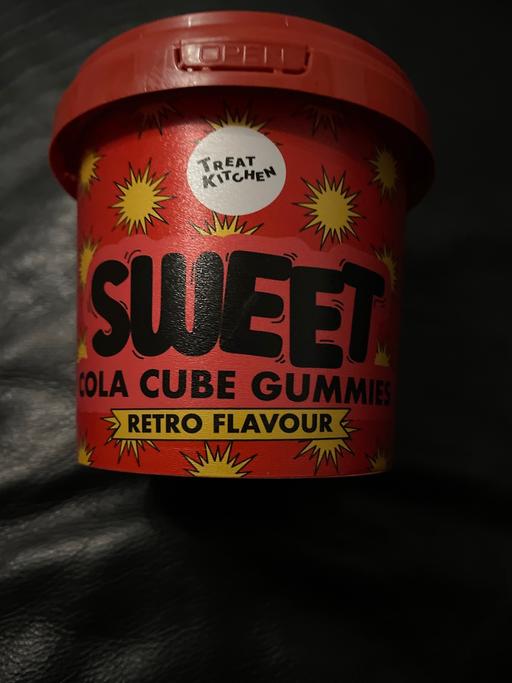 OPEN
TREAT
KITCHEN
SWEET
COLA CUBE GUMMIES
RETRO FLAVOUR